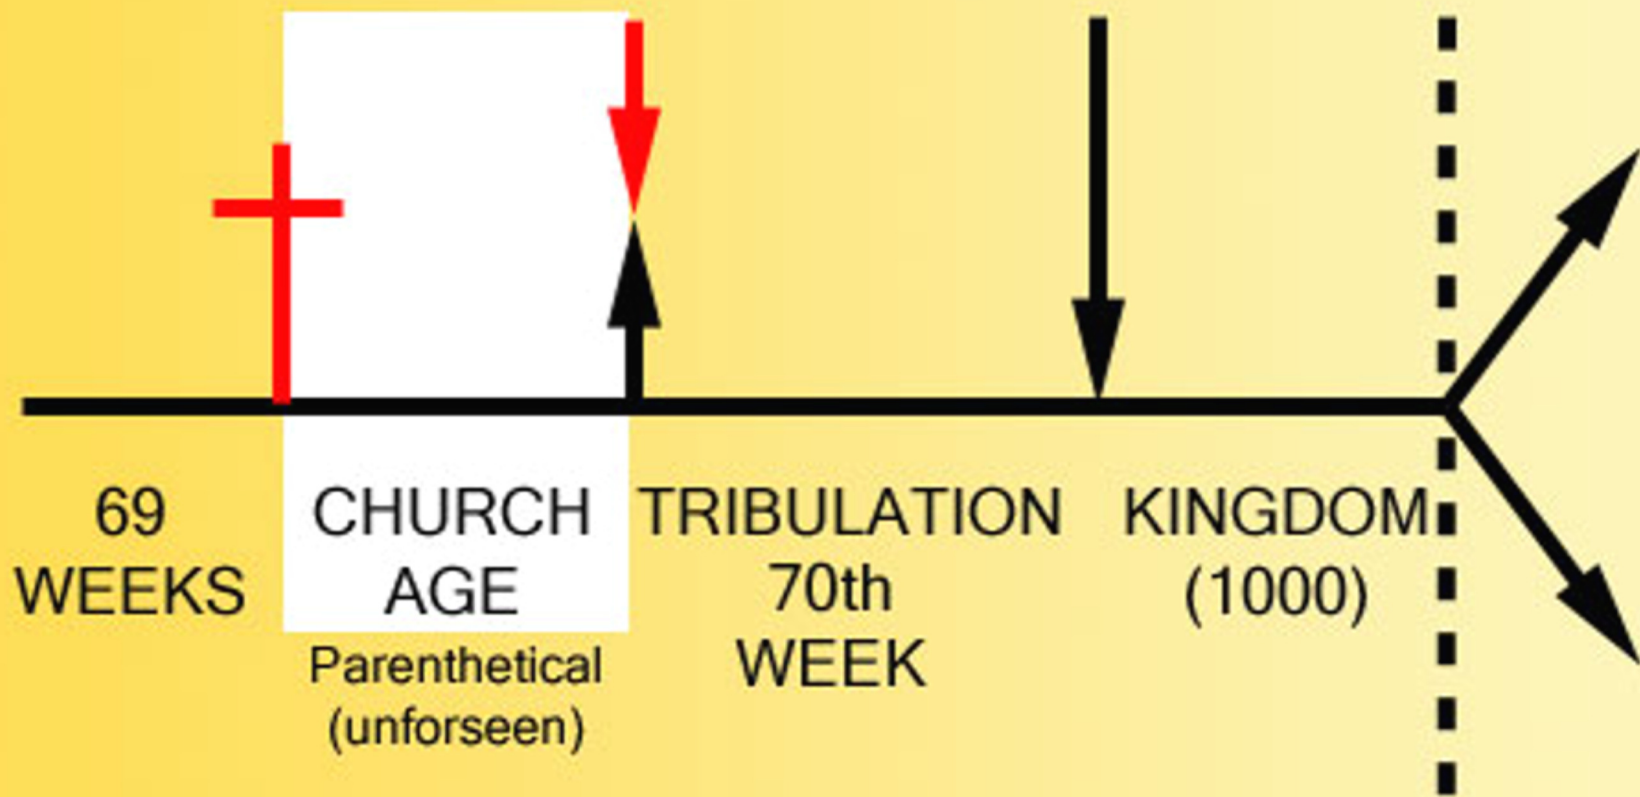 69
WEEKS
CHURCH
AGE
Parenthetical
(unforseen)
TRIBULATION
70th
WEEK
KINGDOM
(1000)